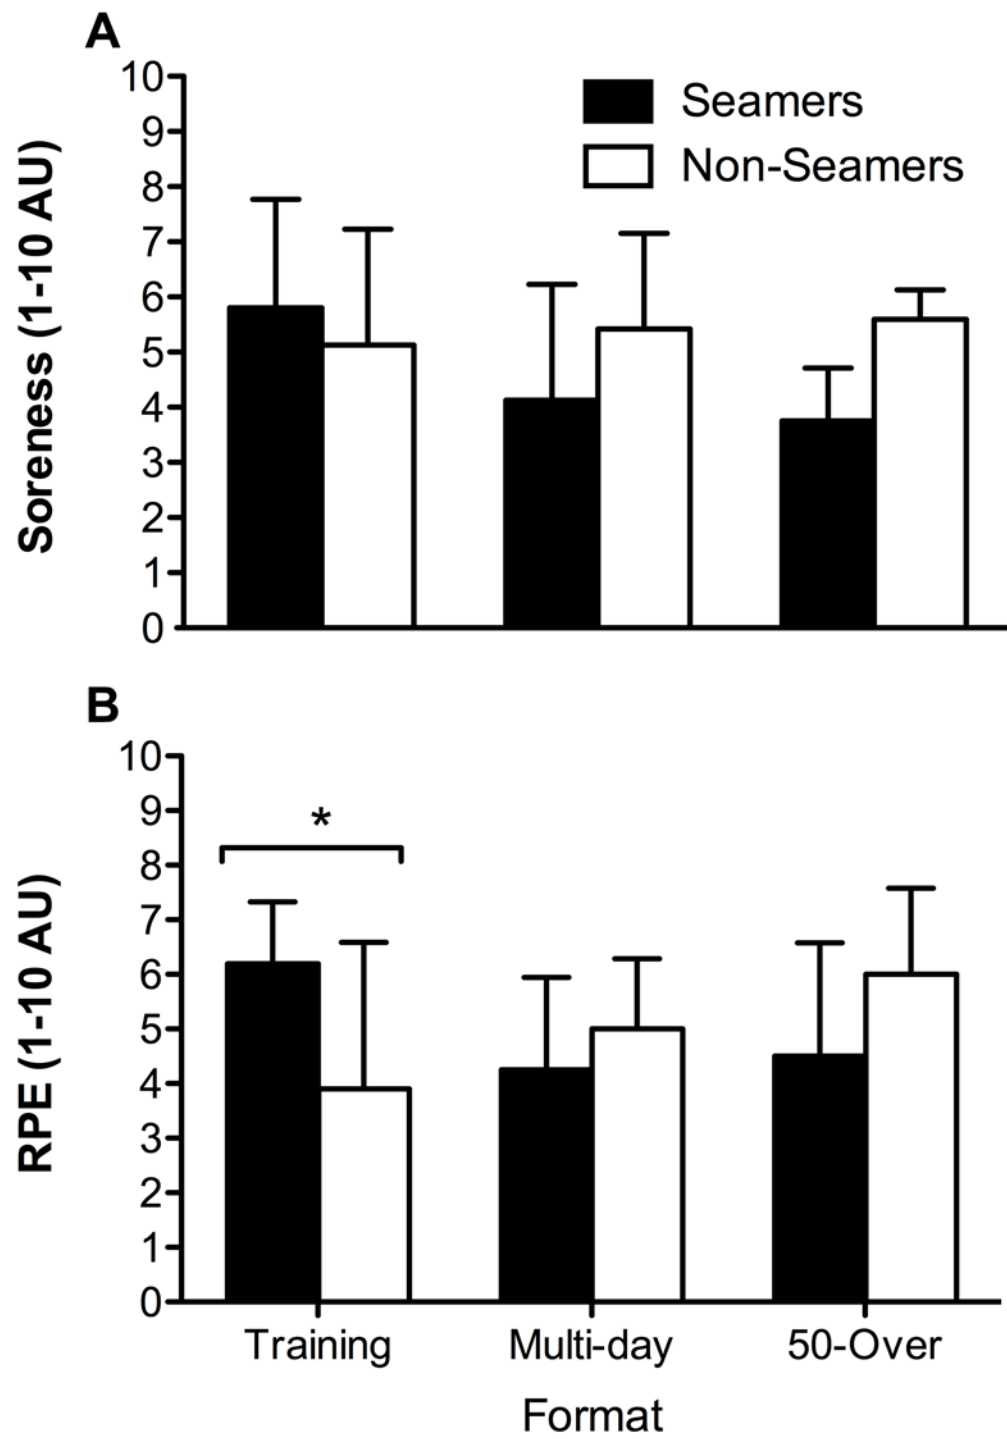 A
10
9
8
7
6
5
4
3
2
1
0
Soreness (1-10 AU)
Seamers
Non-Seamers
B
10
9
8
7
6
5
4
3
2
1
0
RPE (1-10 AU)
*
Training Multi-day 50-Over
Format